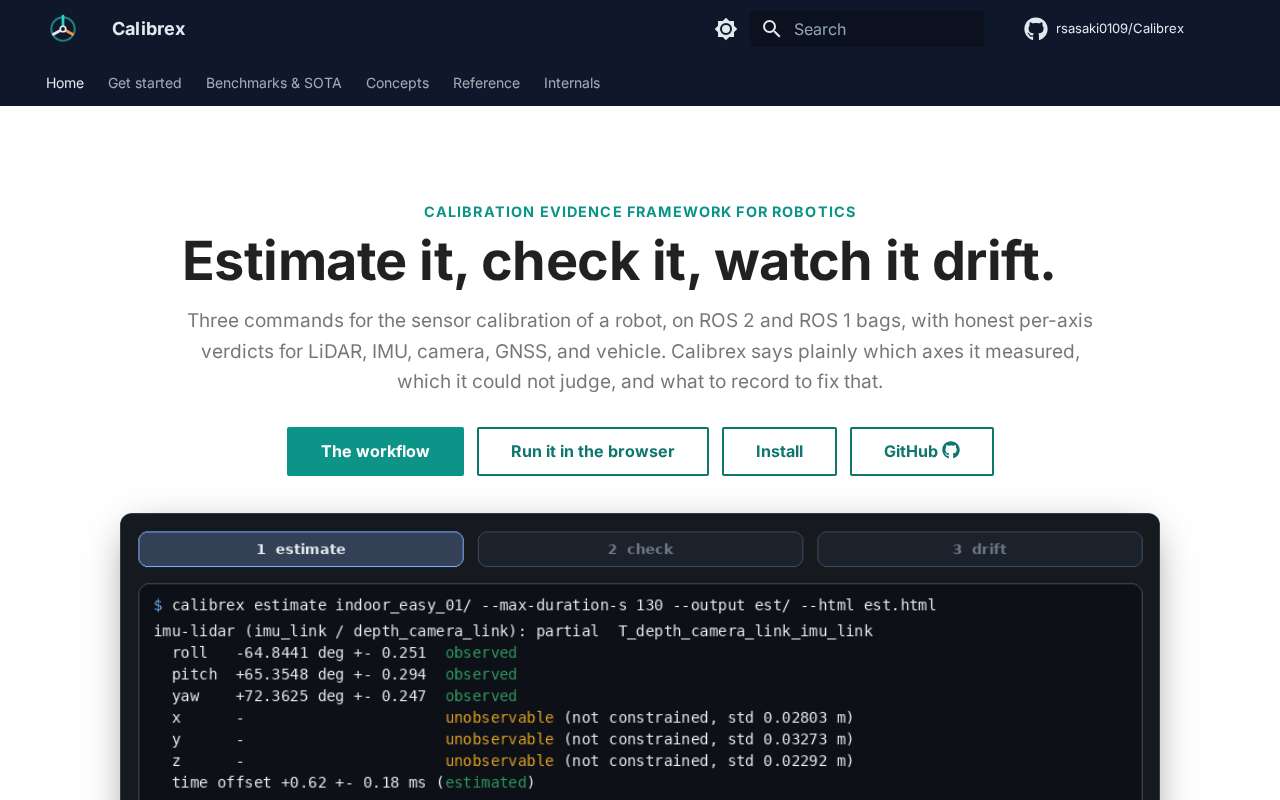 Calibrex
Search
rsasaki0109/Calibrex
Home Get started Benchmarks & SOTA Concepts Reference Internals
CALIBRATION EVIDENCE FRAMEWORK FOR ROBOTICS
Estimate it, check it, watch it drift.
Three commands for the sensor calibration of a robot, on ROS 2 and ROS 1 bags, with honest per-axis
verdicts for LiDAR, IMU, camera, GNSS, and vehicle. Calibrex says plainly which axes it measured,
which it could not judge, and what to record to fix that.
The workflow Run it in the browser Install GitHub
1 estimate 2 check 3 drift
$ calibrex estimate indoor_easy_01/ --max-duration-s 130 --output est/ --html est.html
imu-lidar (imu_link / depth_camera_link): partial T_depth_camera_link_imu_link
roll -64.8441 deg +- 0.251 observed
pitch +65.3548 deg +- 0.294 observed
yaw +72.3625 deg +- 0.247 observed
x - unobservable (not constrained, std 0.02803 m)
y - unobservable (not constrained, std 0.03273 m)
z - unobservable (not constrained, std 0.02292 m)
time offset +0.62 +- 0.18 ms (estimated)